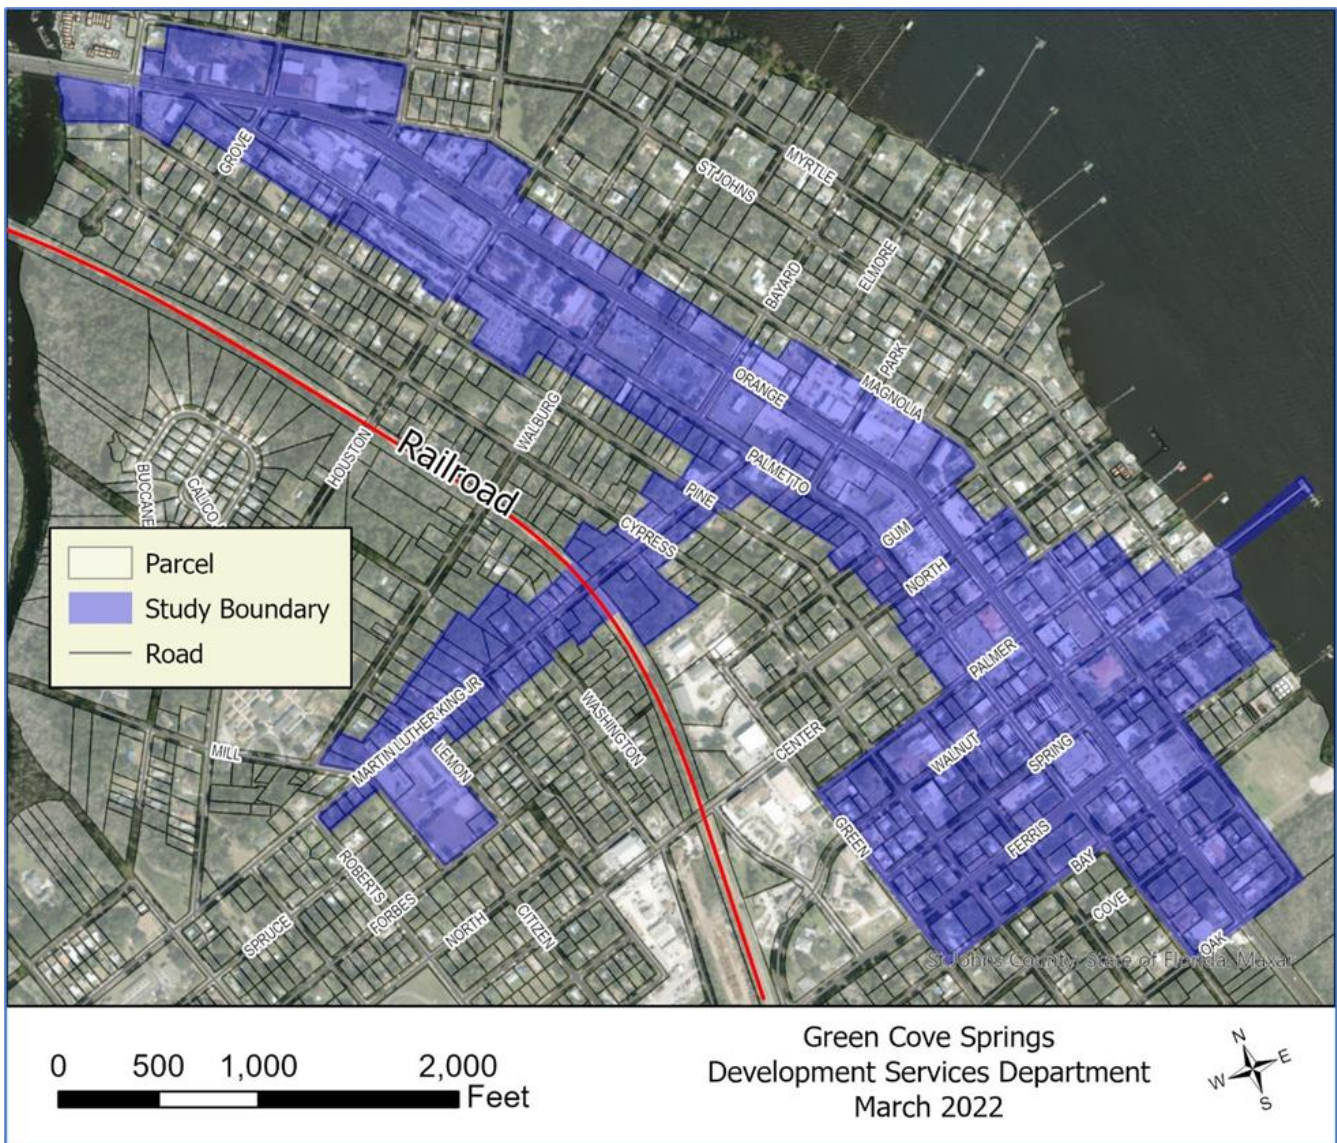 GROVE
MYRTLE
ST JOHNS
ELMORE
BAYARD
PARK
ORANGE
MAGNOLIA
WALBURG
HOUSTON
Railroad
PALMETTO
PINE
CYPRESS
GUM
NORTH
BUCCANE
CALICO
Parcel
Study Boundary
Road
PALMER
MARTIN LUTHER KING JR
WASHINGTON
CENTER
WALNUT
SPRING
MILL
LEMON
GREEN
FERRIS
BAY
COVE
OAK
ROBERTS
FORBES
SPRUCE
NORTH
CITIZEN
St Johns County, State of Florida, Maxar
0 500 1,000 2,000
Feet
Green Cove Springs
Development Services Department
March 2022
N
E
W
S